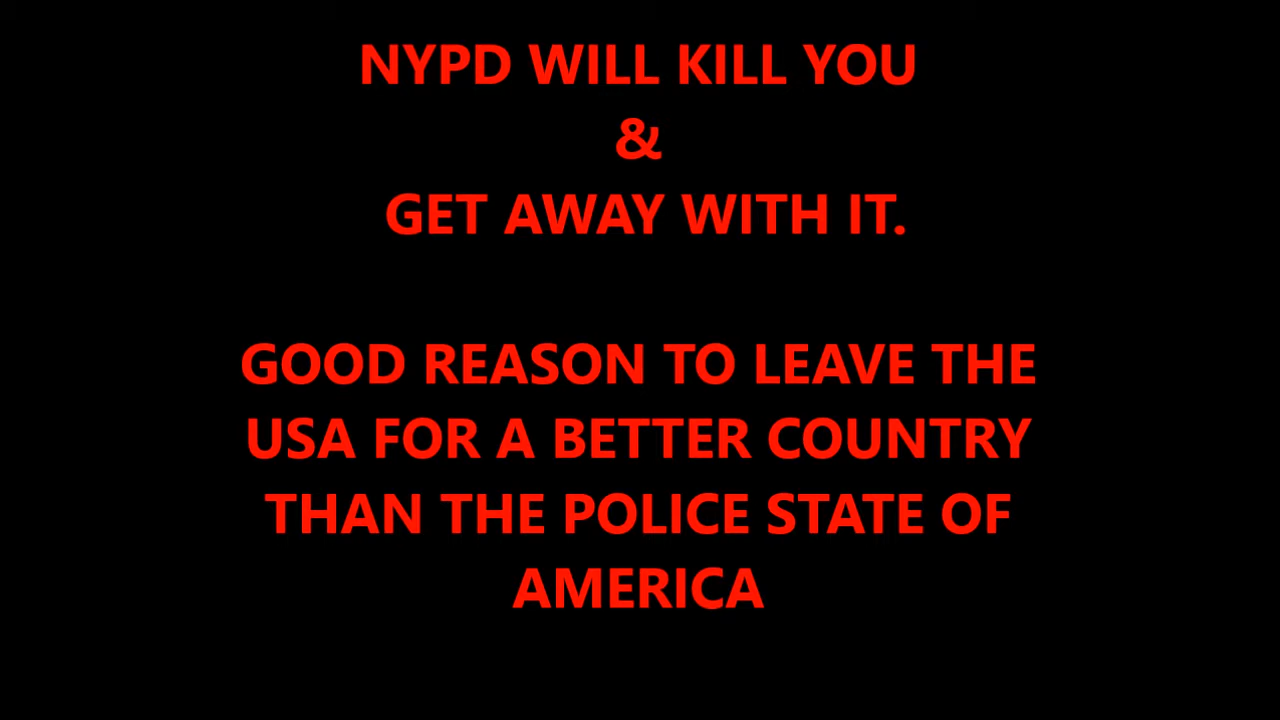 NYPD WILL KILL YOU
&
GET AWAY WITH IT.
GOOD REASON TO LEAVE THE
USA FOR A BETTER COUNTRY
THAN THE POLICE STATE OF
AMERICA